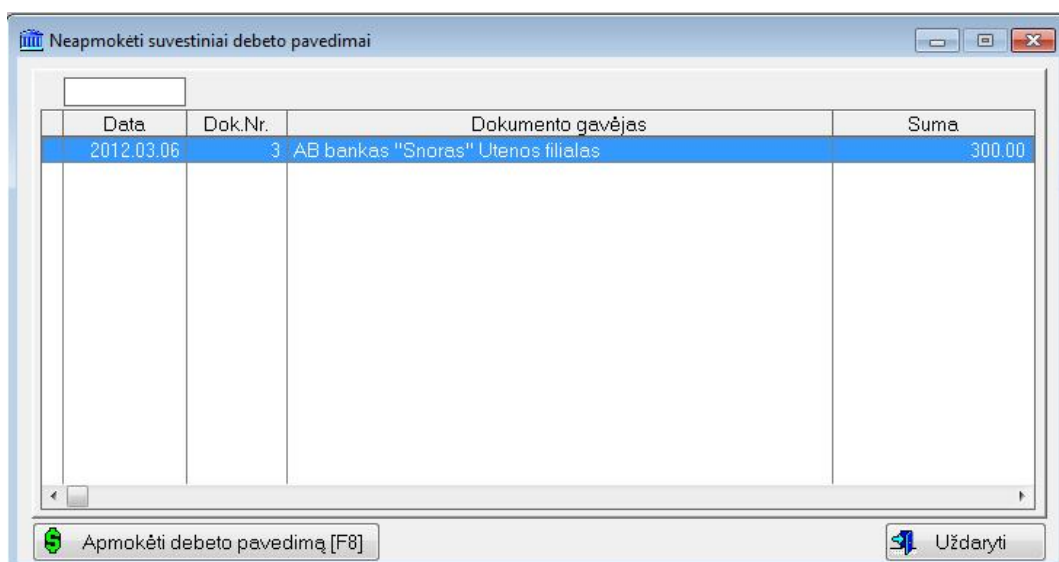 Neapmokėti suvestiniai debeto pavedimai
Data Dok.Nr. Dokumento gavėjas Suma
2012.03.06 3 AB bankas "Snoras" Utenos filialas 300.00
Apmokėti debeto pavedimą [F8] Uždaryti